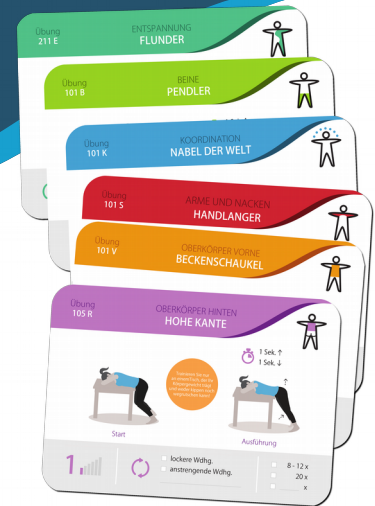 Übung
211 E
ENTSPANNUNG
FLUNDER
Übung
101 B
BEINE
PENDLER
Übung
101 K
KOORDINATION
NABEL DER WELT
Übung
101 S
ARME UND NACKEN
HANDLANGER
Übung
101 V
OBERKÖRPER VORNE
BECKENSCHAUKEL
Übung
105 R
OBERKÖRPER HINTEN
HOHE KANTE
1 Sek. ↑
1 Sek. ↓
Start
Ausführung
1
lockere Wdhg.
anstrengende Wdhg.
8 - 12 x
20 x
x